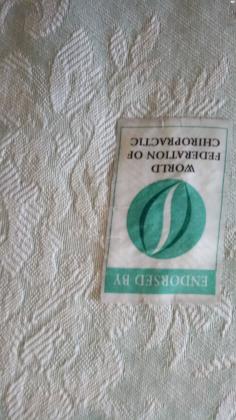 ENDORSED BY
WORLD
FEDERATION OF
CHIROPRACTIC